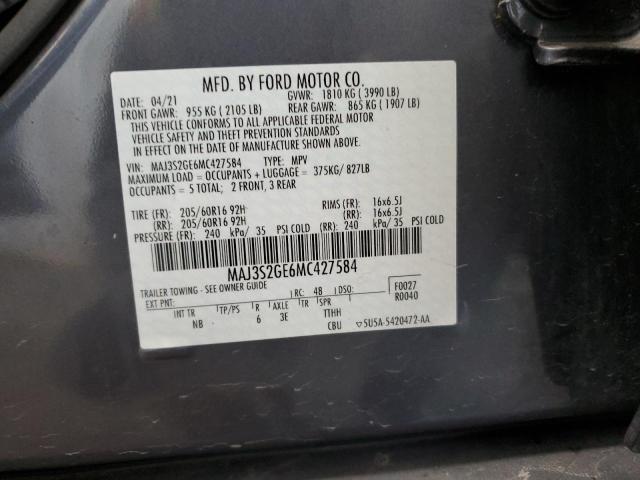 MFD. BY FORD MOTOR CO.
DATE: 04/21 GVWR: 1810 KG ( 3990 LB)
FRONT GAWR: 955 KG ( 2105 LB) REAR GAWR: 865 KG ( 1907 LB)
THIS VEHICLE CONFORMS TO ALL APPLICABLE FEDERAL MOTOR
VEHICLE SAFETY AND THEFT PREVENTION STANDARDS
IN EFFECT ON THE DATE OF MANUFACTURE SHOWN ABOVE.
VIN: MAJ3S2GE6MC427584 TYPE: MPV
MAXIMUM LOAD = OCCUPANTS + LUGGAGE = 375KG/ 827LB
OCCUPANTS = 5 TOTAL; 2 FRONT, 3 REAR
TIRE (FR): 205/60R16 92H RIMS (FR): 16x6.5J
(RR): 205/60R16 92H (RR): 16x6.5J
PRESSURE (FR): 240 kPa/ 35 PSI COLD (RR): 240 kPa/ 35 PSI COLD
MAJ3S2GE6MC427584
TRAILER TOWING - SEE OWNER GUIDE
EXT PNT: RC: 48 DSO: F0027
R0040
INT TR TP/PS R AXLE TR SPR TTHH
NB 6 3E CBU ▽5U5A-5420472-AA